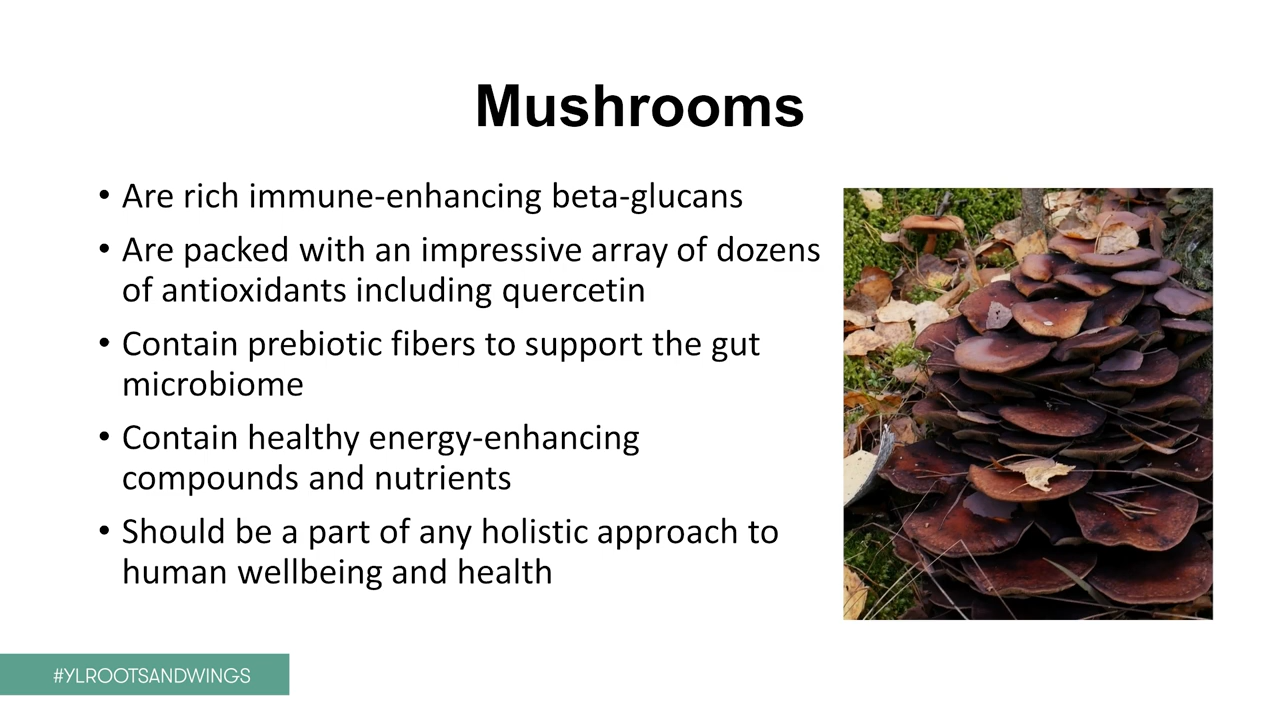 Mushrooms
• Are rich immune-enhancing beta-glucans
• Are packed with an impressive array of dozens
of antioxidants including quercetin
• Contain prebiotic fibers to support the gut
microbiome
• Contain healthy energy-enhancing
compounds and nutrients
• Should be a part of any holistic approach to
human wellbeing and health
#YLROOTSANDWINGS